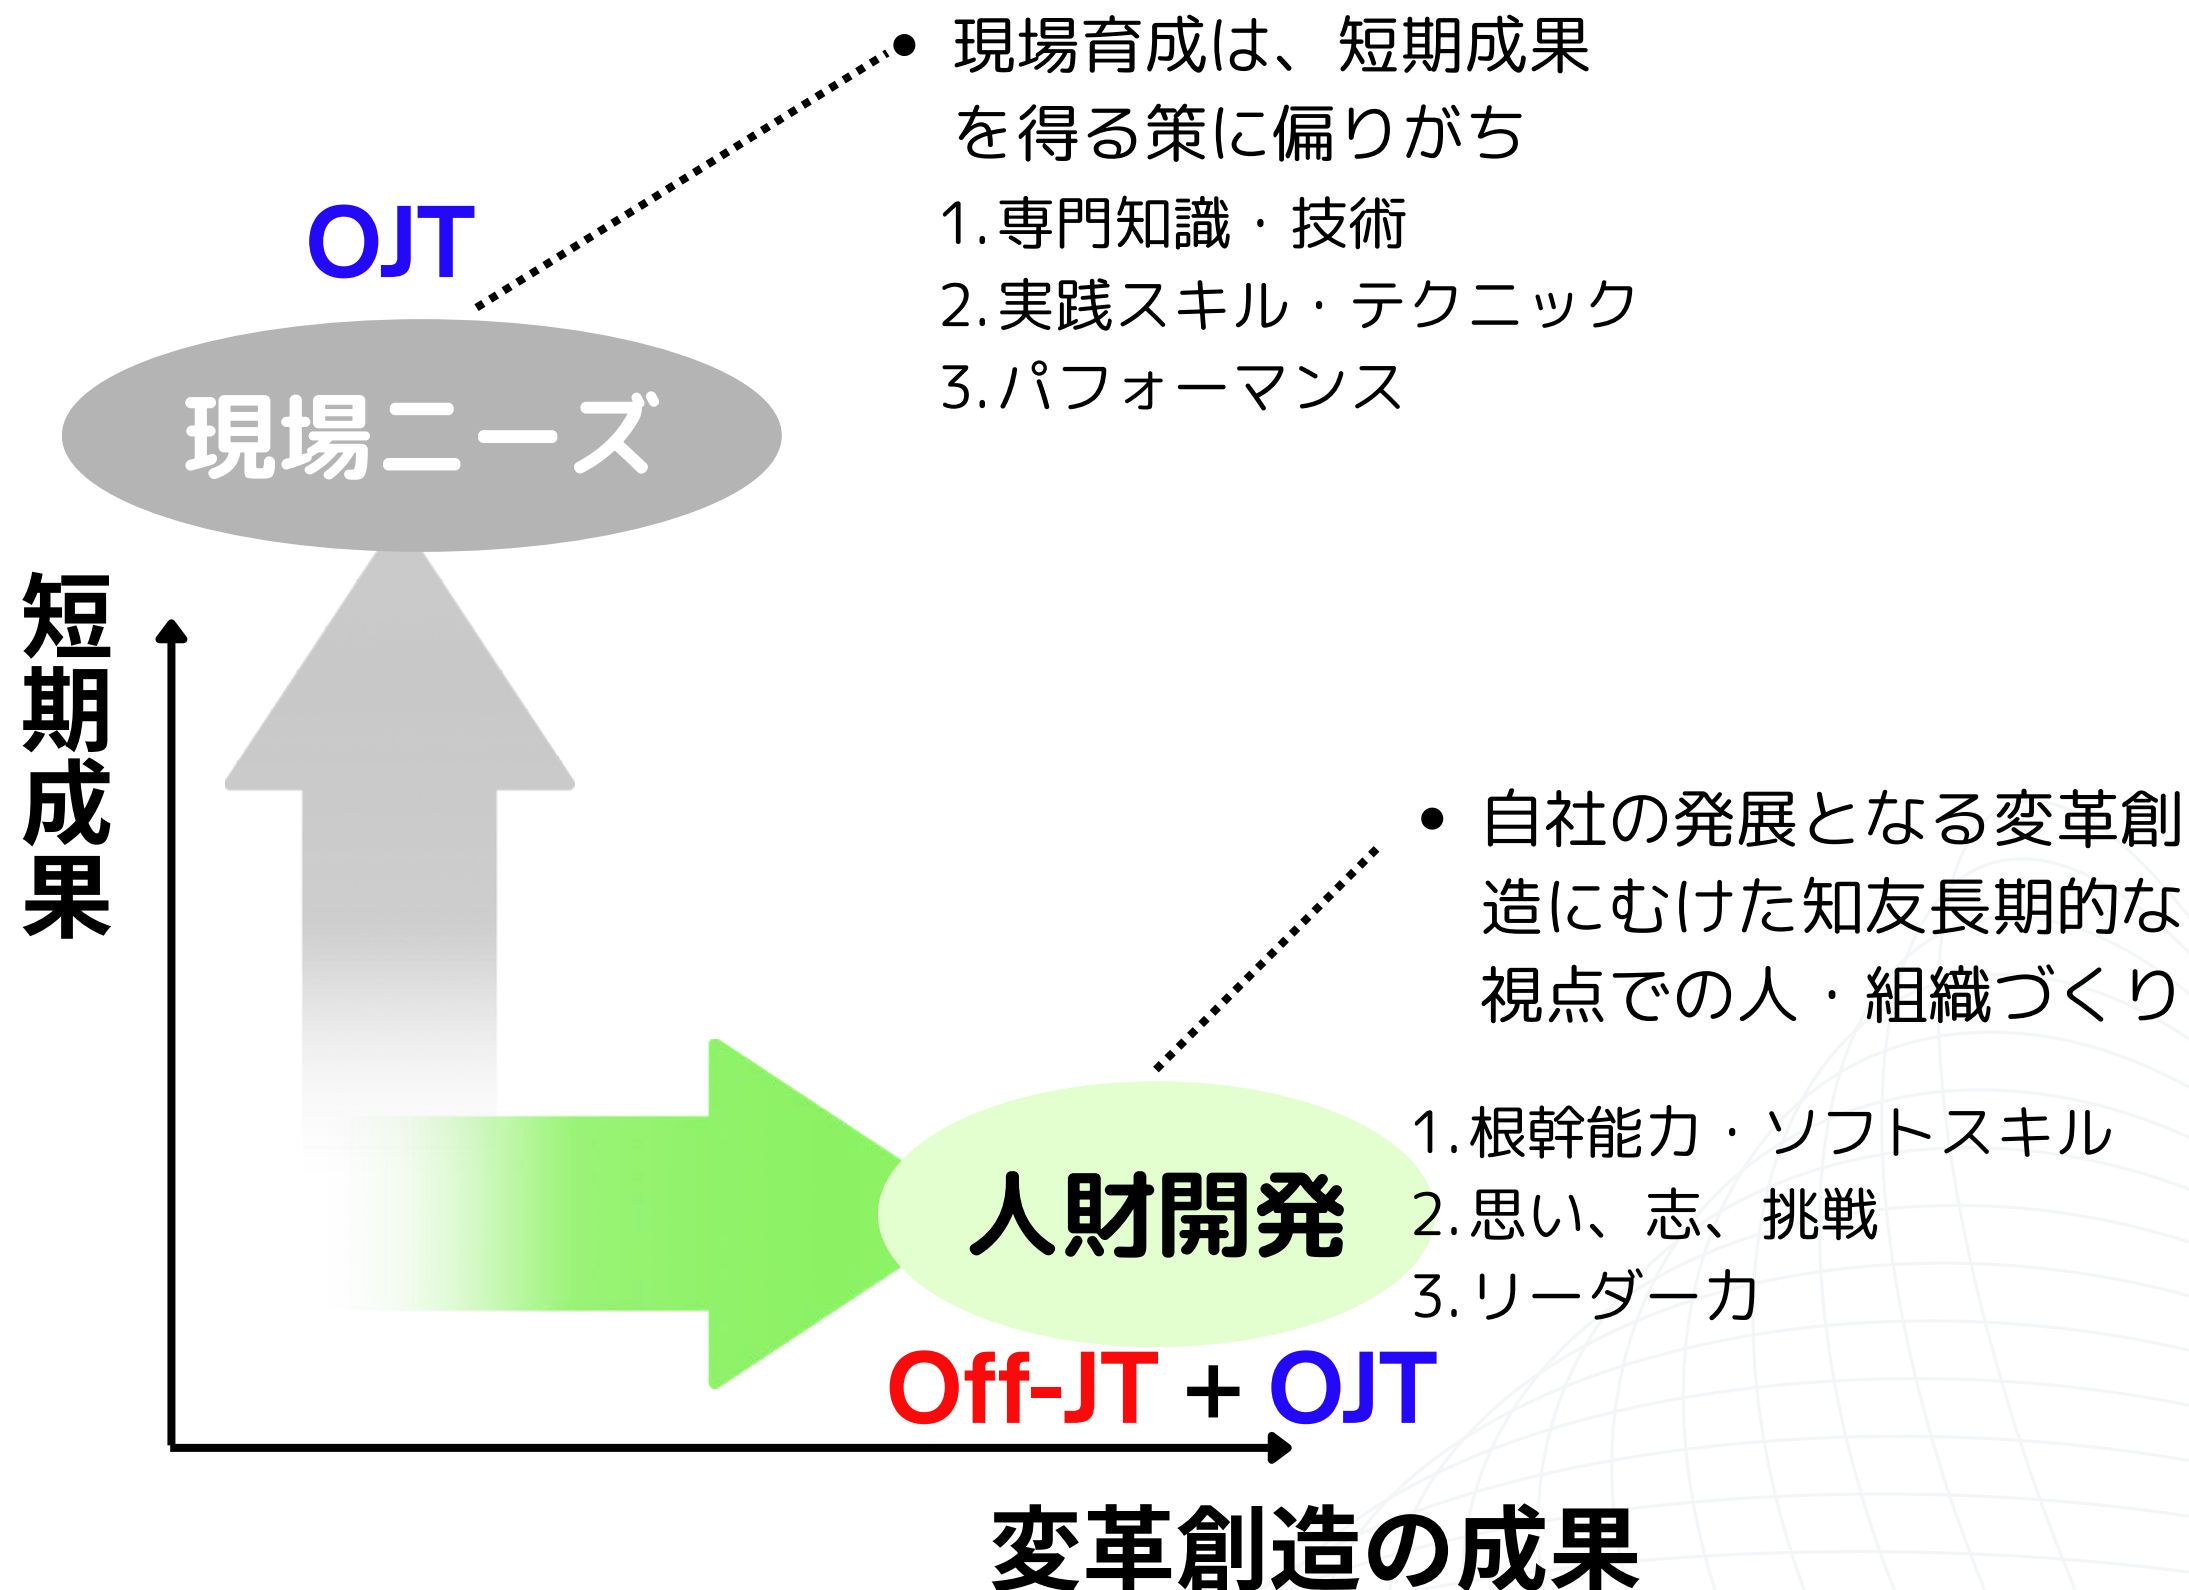 現場育成は、短期成果
を得る策に偏りがち
1.専門知識・技術
2.実践スキル・テクニック
3.パフォーマンス
OJT
現場ニーズ
短期成果
自社の発展となる変革創
造にむけた知友長期的な
視点での人・組織づくり
1.根幹能力・ソフトスキル
2.思い、志、挑戦
3.リーダー力
人財開発
Off-JT + OJT
変革創造の成果